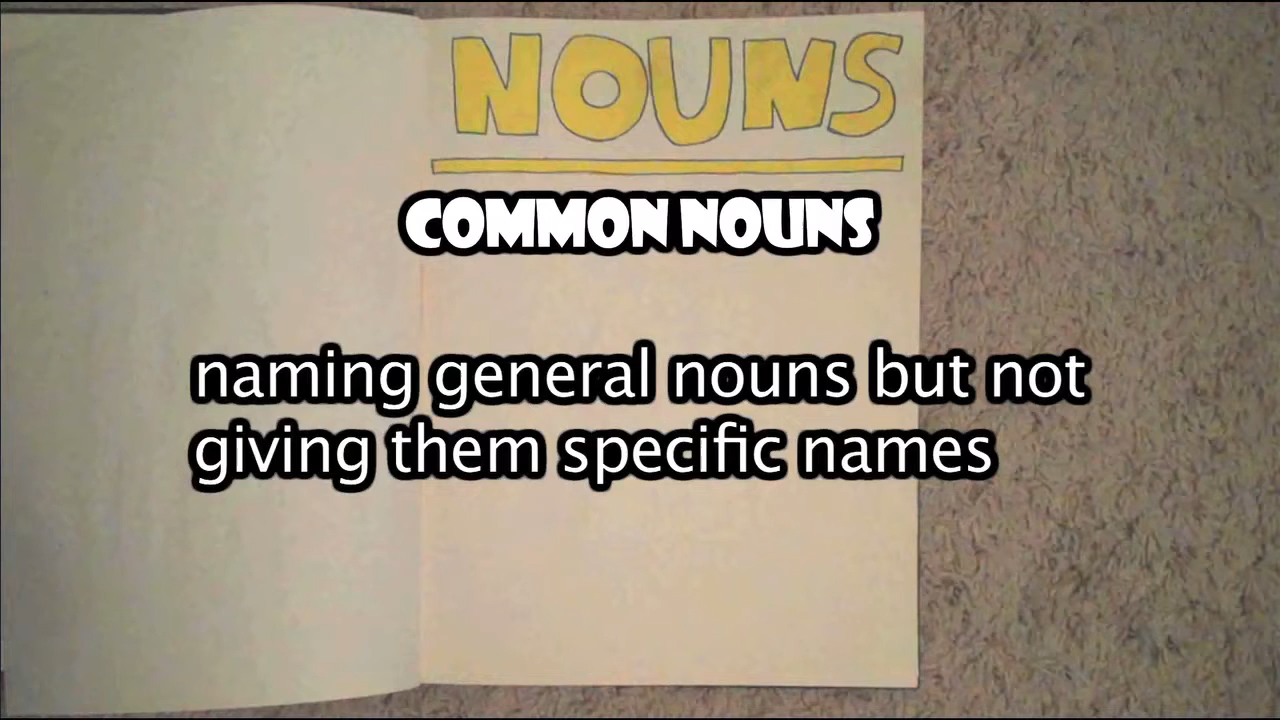 NOUNS
COMMON NOUNS
naming general nouns but not
giving them specific names